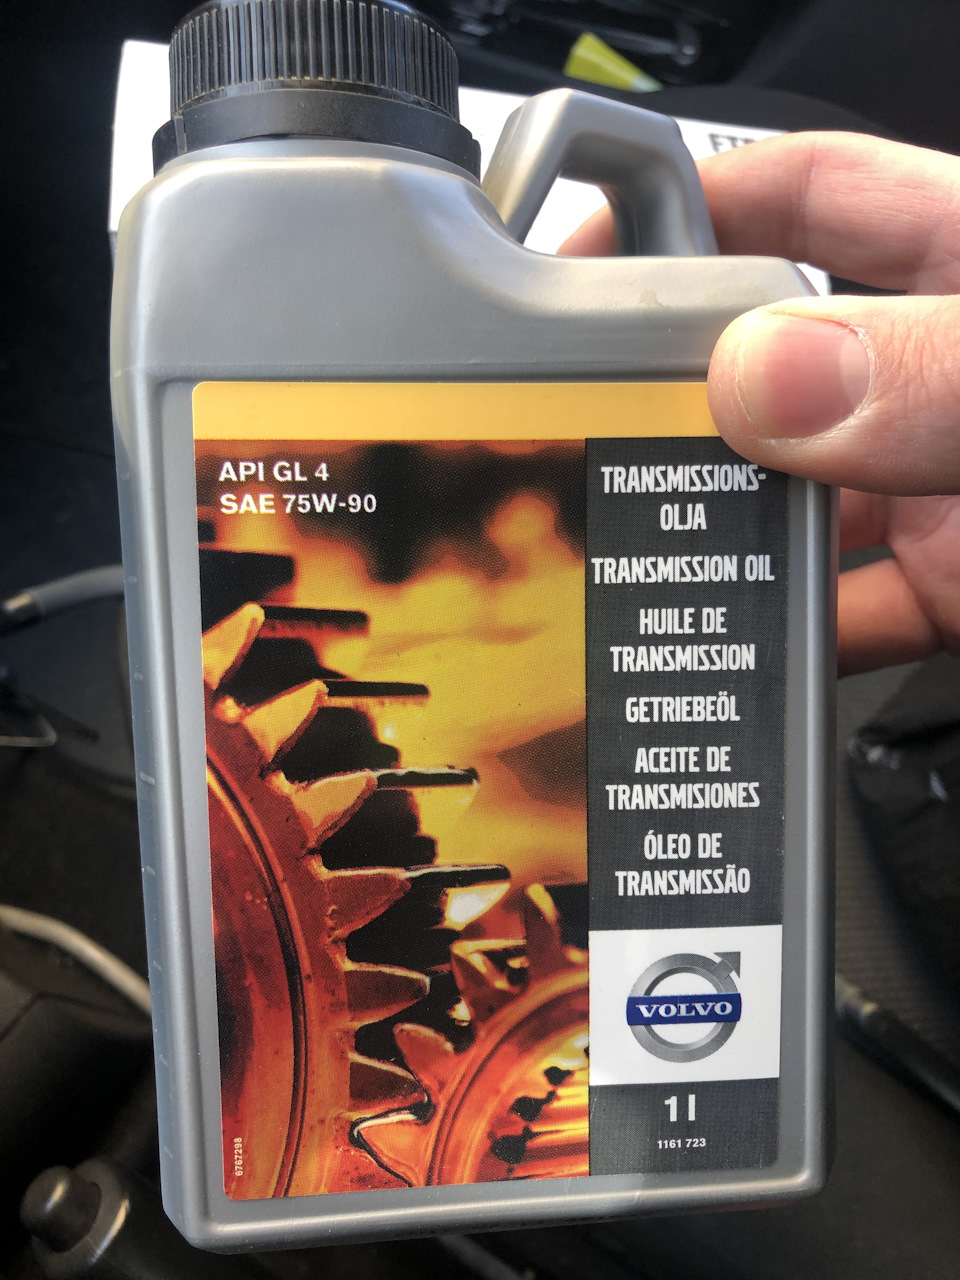 API GL 4
SAE 75W-90
TRANSMISSIONS-
OLJA
TRANSMISSION OIL
HUILE DE
TRANSMISSION
GETRIEBEÖL
ACEITE DE
TRANSMISIONES
ÓLEO DE
TRANSMISSÃO
VOLVO
1 l
1161 723
6767298